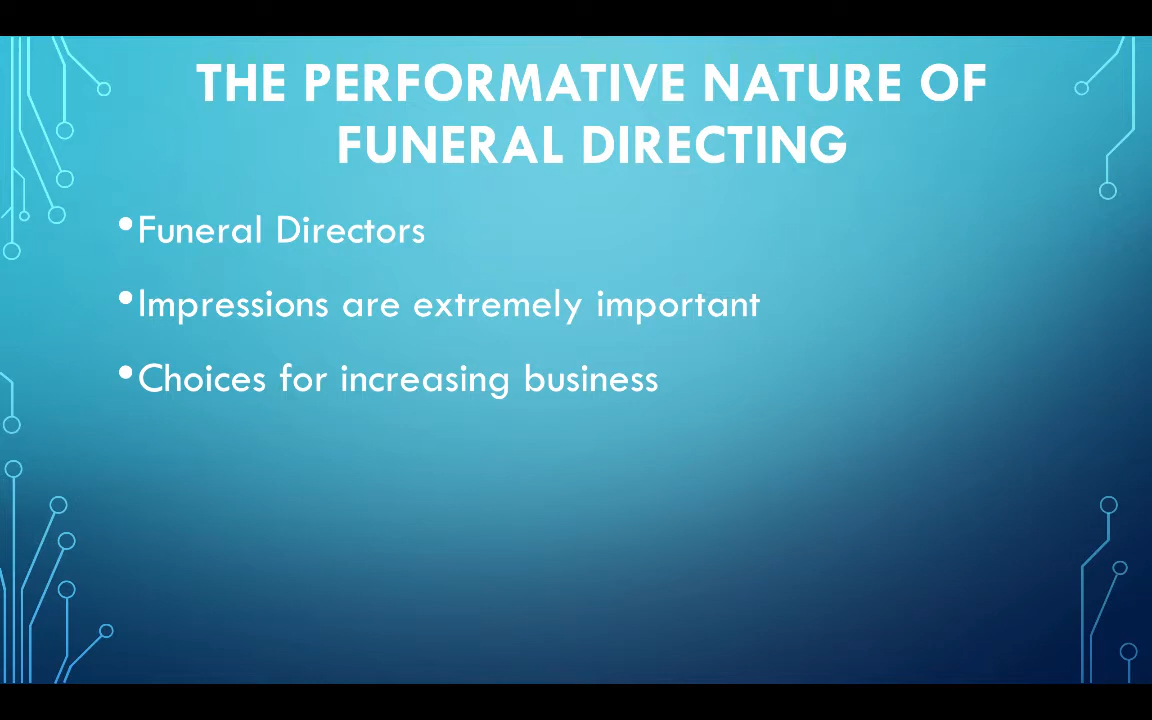 THE PERFORMATIVE NATURE OF
FUNERAL DIRECTING
•Funeral Directors
•Impressions are extremely important
•Choices for increasing business